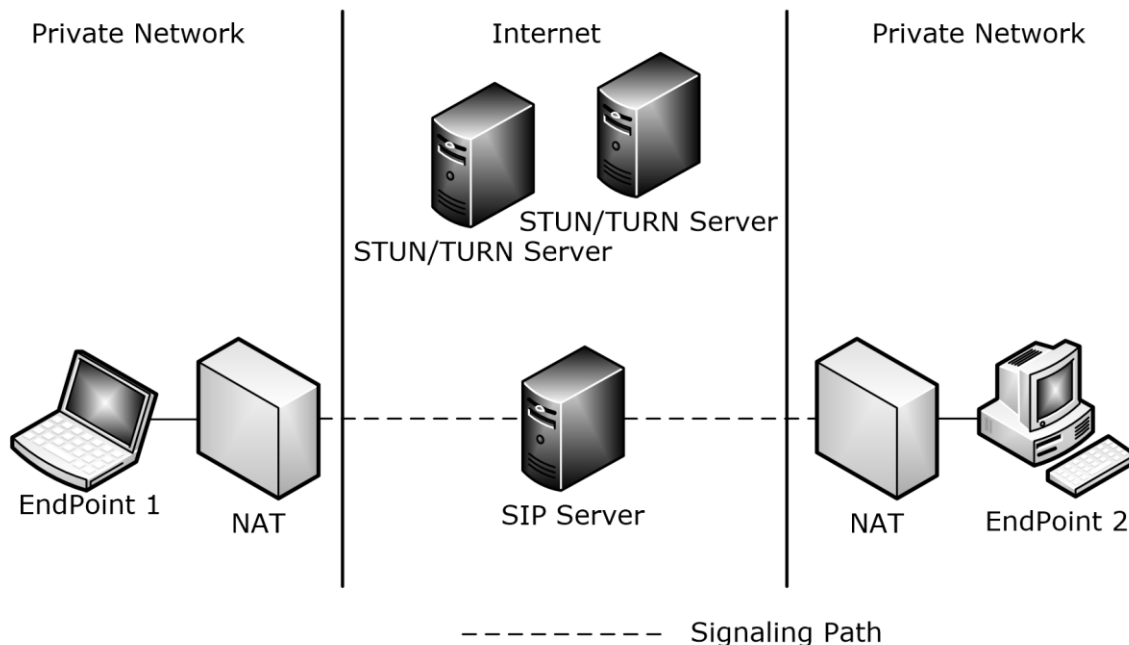 Private Network
Internet
Private Network
STUN/TURN Server
STUN/TURN Server
EndPoint 1
NAT
SIP Server
NAT
EndPoint 2
Signaling Path